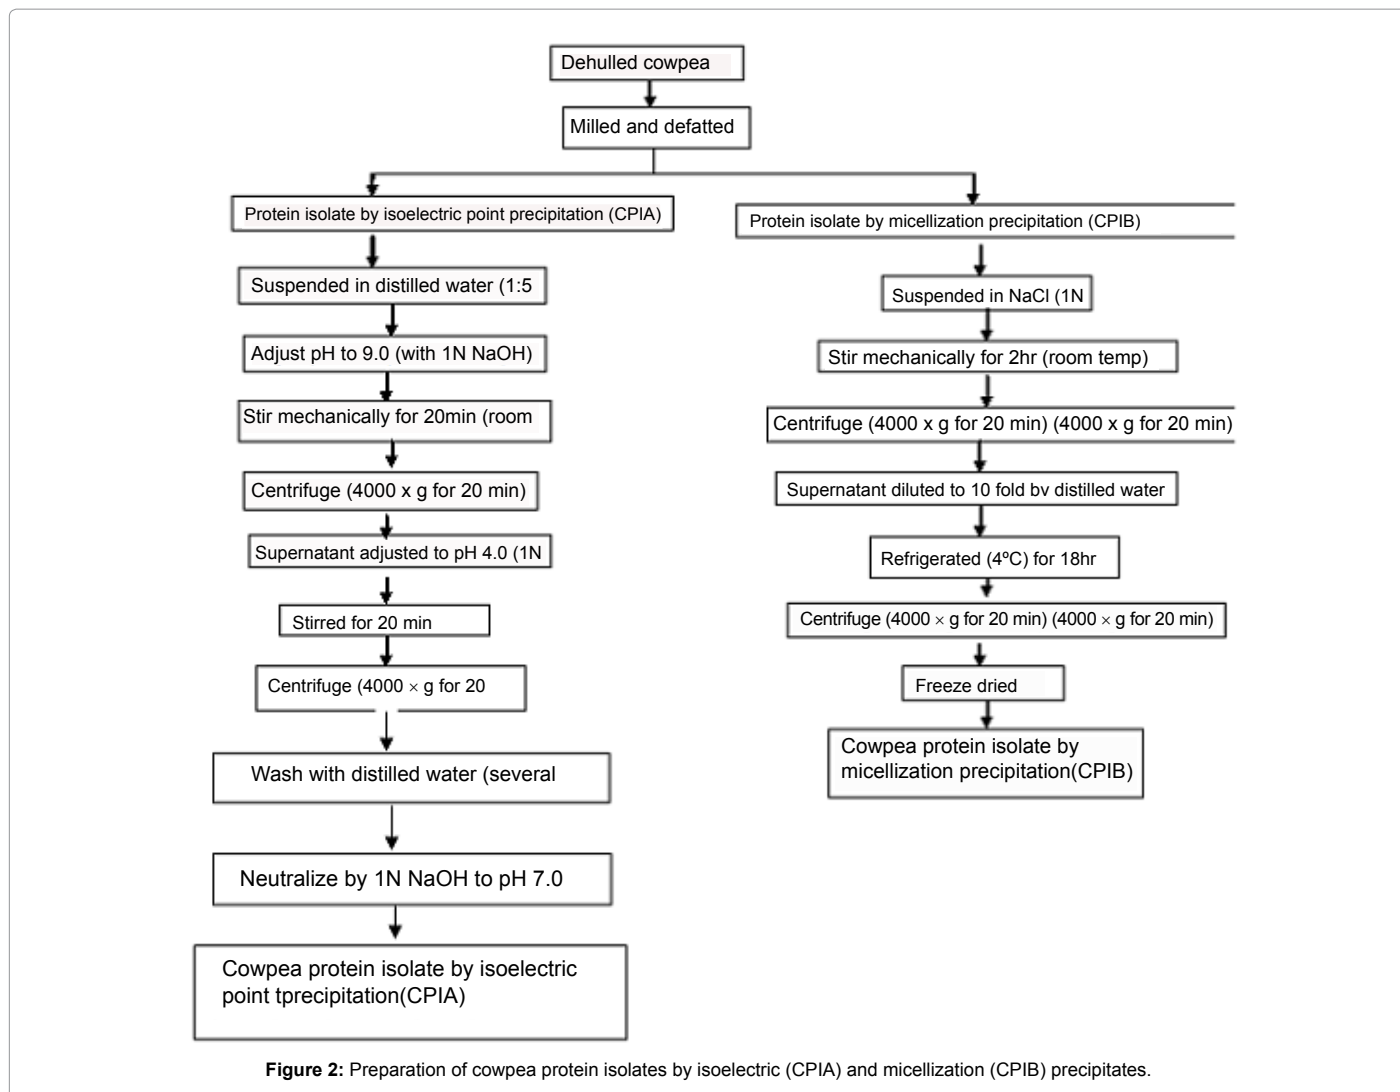 Dehulled cowpea
Milled and defatted
Protein isolate by isoelectric point precipitation (CPIA)
Suspended in distilled water (1:5
Adjust pH to 9.0 (with 1N NaOH)
Stir mechanically for 20min (room
Centrifuge (4000 x g for 20 min)
Supernatant adjusted to pH 4.0 (1N
Stirred for 20 min
Centrifuge (4000 × g for 20
Wash with distilled water (several
Neutralize by 1N NaOH to pH 7.0
Cowpea protein isolate by isoelectric
point tprecipitation(CPIA)
Protein isolate by micellization precipitation (CPIB)
Suspended in NaCl (1N
Stir mechanically for 2hr (room temp)
Centrifuge (4000 x g for 20 min) (4000 x g for 20 min)
Supernatant diluted to 10 fold bv distilled water
Refrigerated (4ºC) for 18hr
Centrifuge (4000 × g for 20 min) (4000 × g for 20 min)
Freeze dried
Cowpea protein isolate by
micellization precipitation(CPIB)
Figure 2: Preparation of cowpea protein isolates by isoelectric (CPIA) and micellization (CPIB) precipitates.